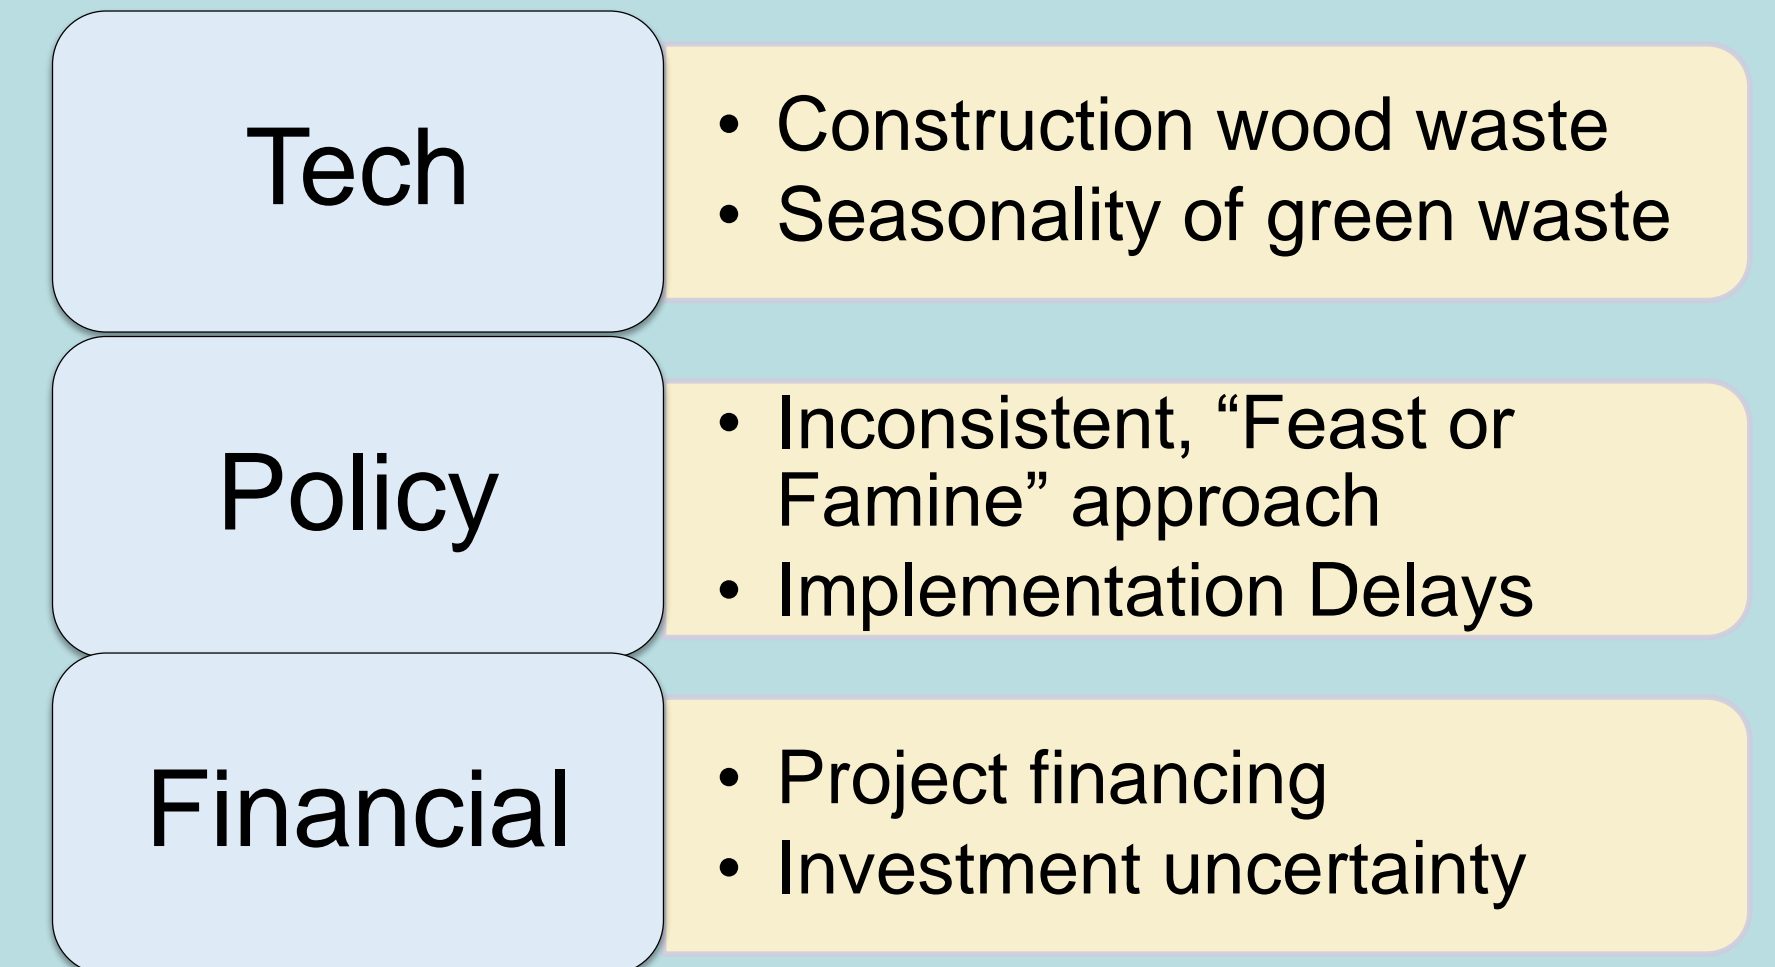 Tech
• Construction wood waste
• Seasonality of green waste
Policy
• Inconsistent, “Feast or
Famine” approach
• Implementation Delays
Financial
• Project financing
• Investment uncertainty